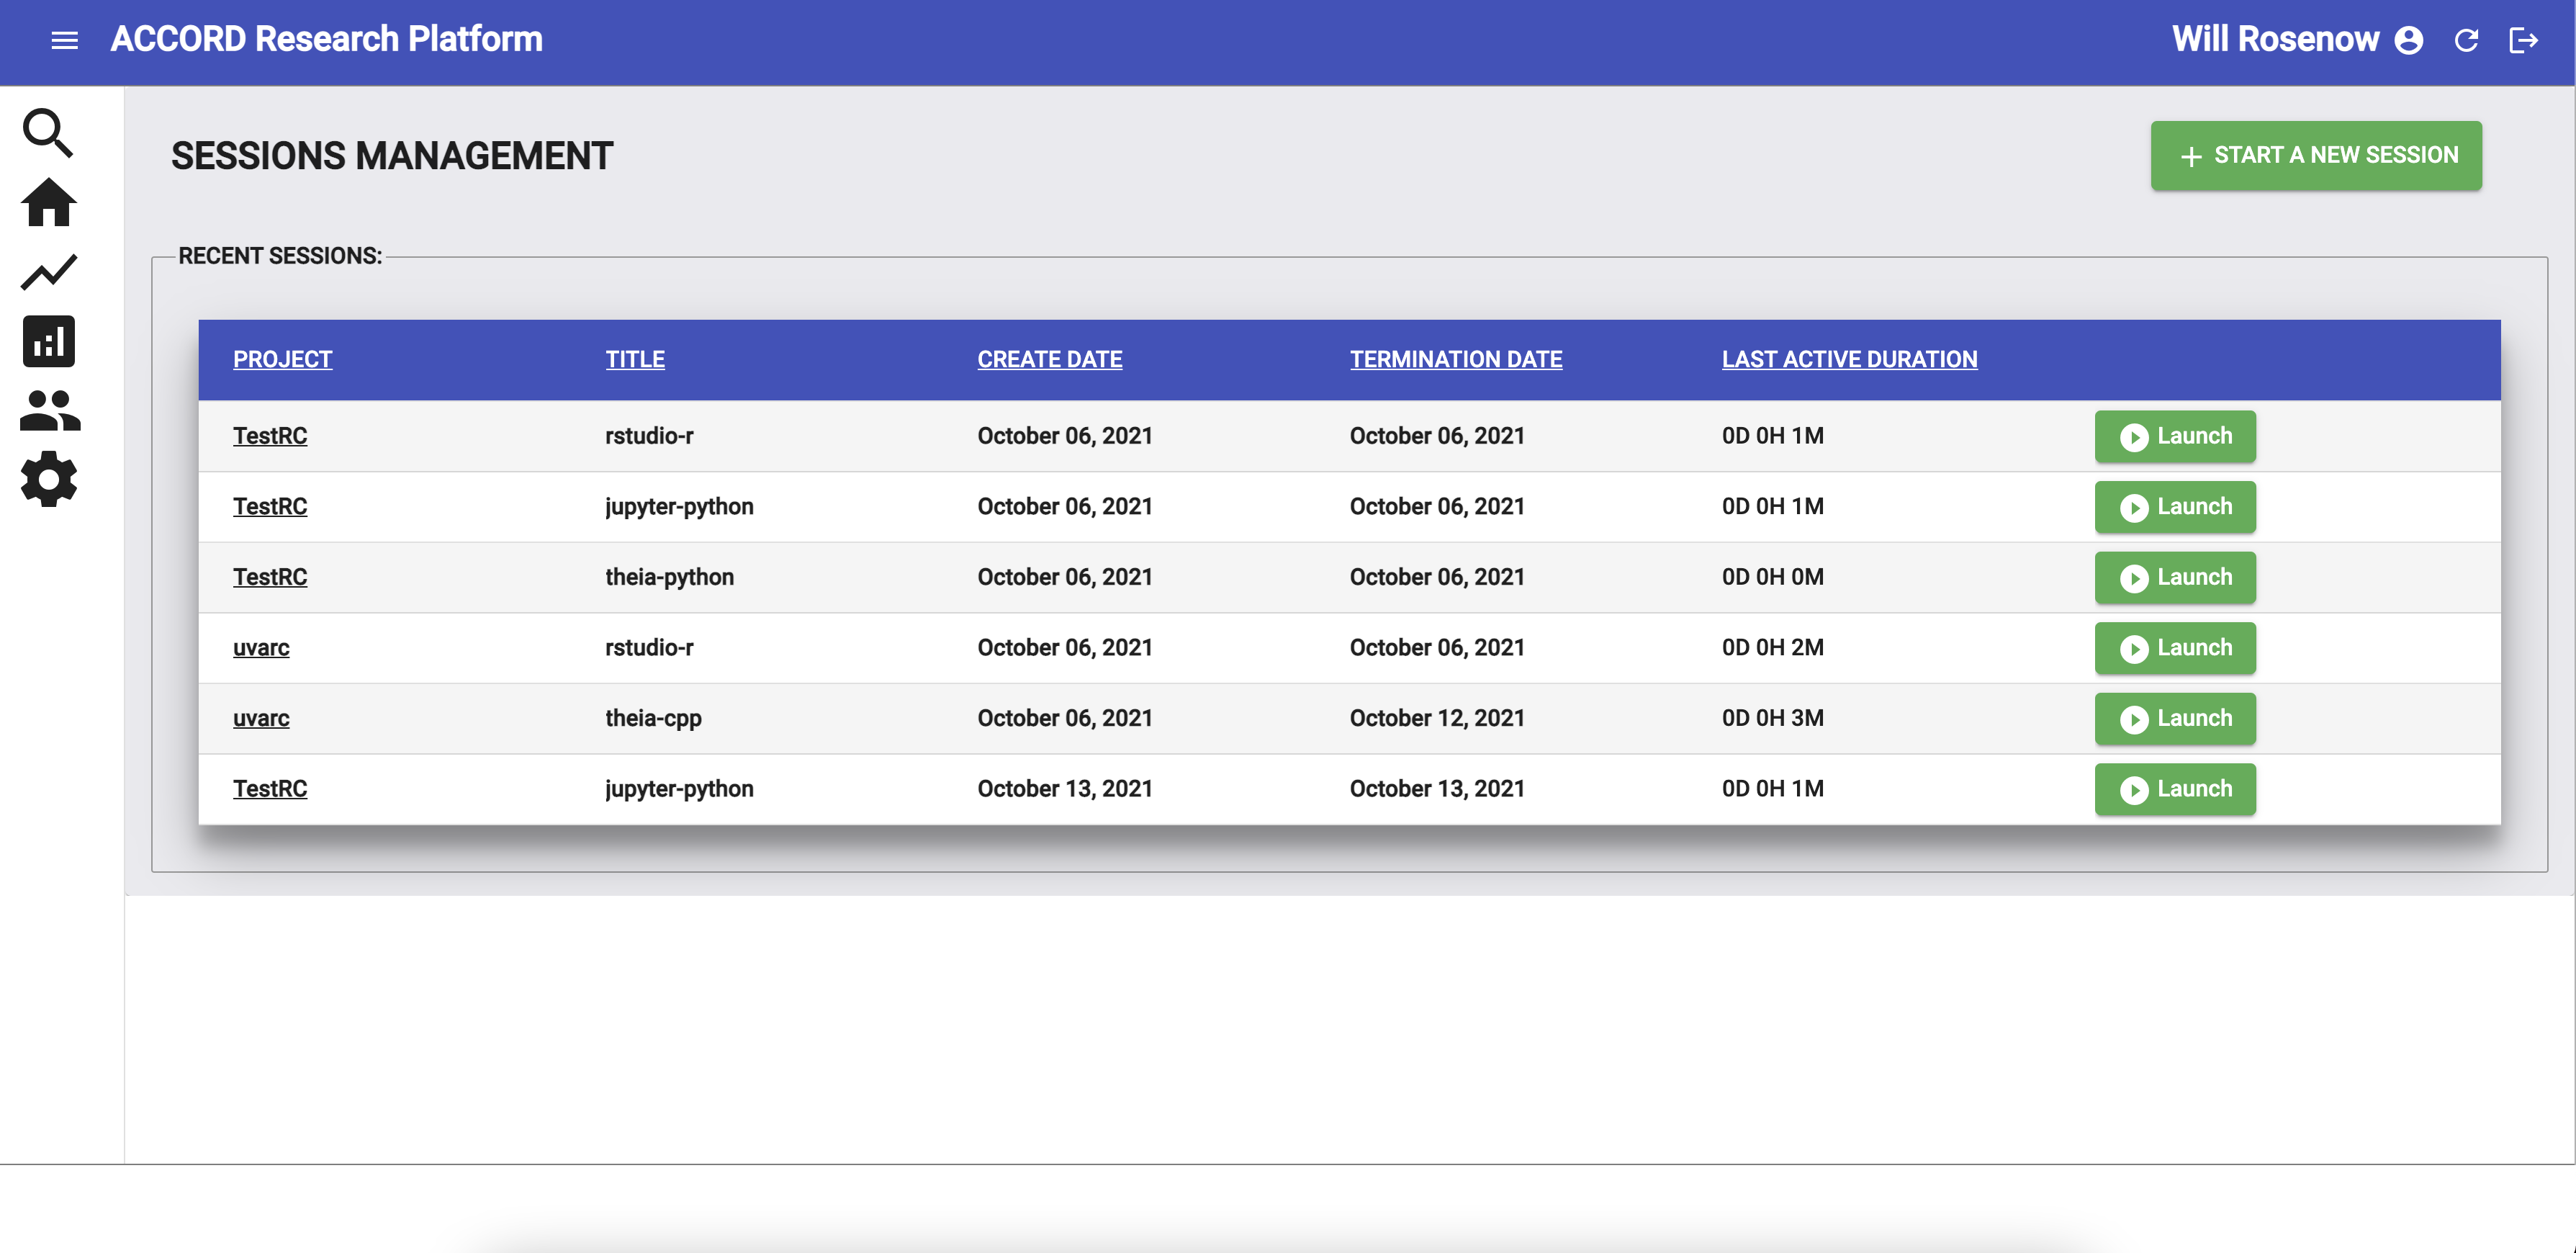 ACCORD Research Platform Will Rosenow
SESSIONS MANAGEMENT + START A NEW SESSION
RECENT SESSIONS:
PROJECT TITLE CREATE DATE TERMINATION DATE LAST ACTIVE DURATION
TestRC rstudio-r October 06, 2021 October 06, 2021 0D 0H 1M Launch
TestRC jupyter-python October 06, 2021 October 06, 2021 0D 0H 1M Launch
TestRC theia-python October 06, 2021 October 06, 2021 0D 0H 0M Launch
uvarc rstudio-r October 06, 2021 October 06, 2021 0D 0H 2M Launch
uvarc theia-cpp October 06, 2021 October 12, 2021 0D 0H 3M Launch
TestRC jupyter-python October 13, 2021 October 13, 2021 0D 0H 1M Launch